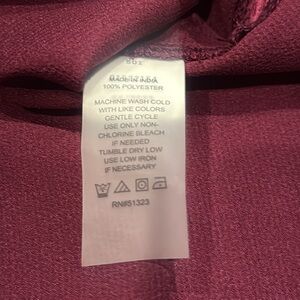 MADE IN INDIA
100% POLYESTER
MACHINE WASH COLD
WITH LIKE COLORS
GENTLE CYCLE
USE ONLY NON-
CHLORINE BLEACH
IF NEEDED
TUMBLE DRY LOW
USE LOW IRON
IF NECESSARY
RN#51323